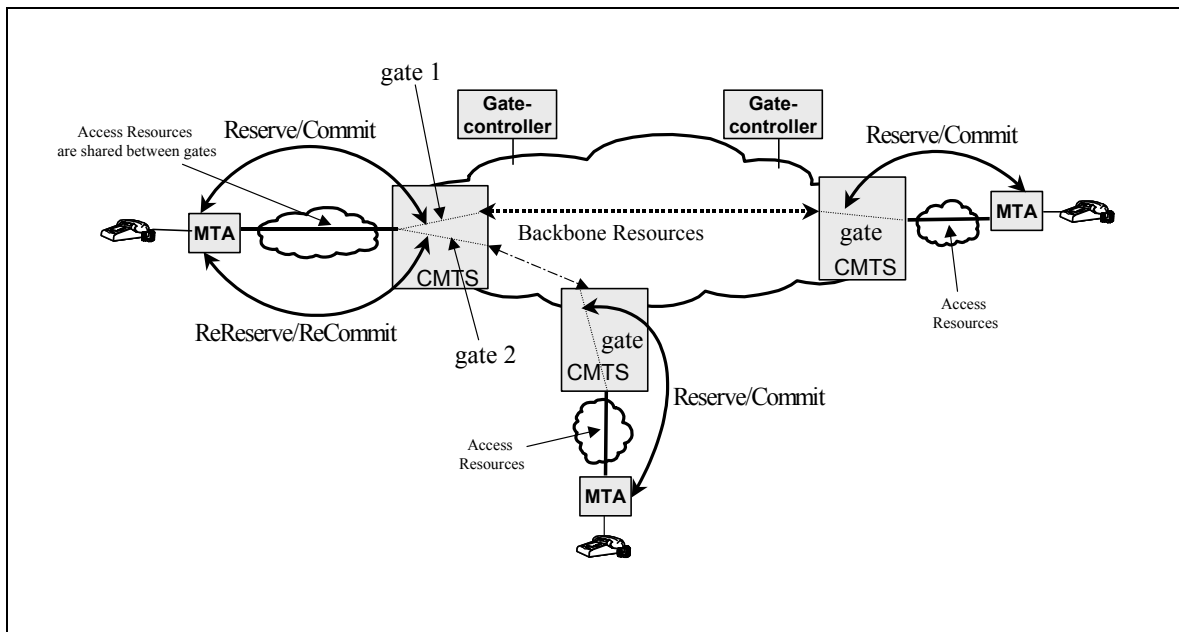 gate 1
Gate-
controller
Gate-
controller
Access Resources
are shared between gates
Reserve/Commit
Reserve/Commit
MTA
MTA
Backbone Resources
gate
CMTS
CMTS
Access
Resources
ReReserve/ReCommit
gate 2
gate
CMTS
Reserve/Commit
Access
Resources
MTA